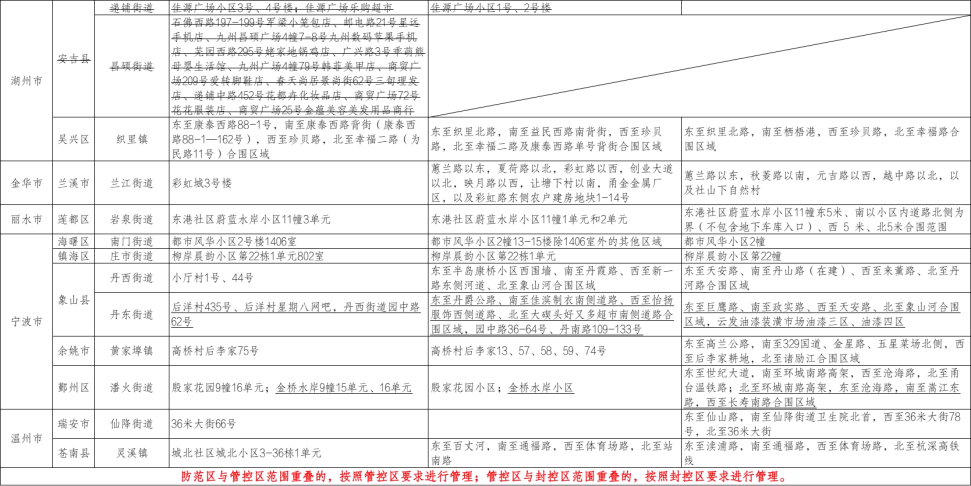 递铺街道 佳源广场小区3号、4号楼；佳源广场乐购超市 佳源广场小区1号、2号楼
湖州市 安吉县 昌硕街道 石佛西路197-199号军梁小笼包店、邮电路21号星远
手机店、九州昌硕广场4幢7-8号九州数码苹果手机
店、芜园西路295号姥家地锅鸡店、广兴路3号季萌熊
母婴生活馆、九州广场4幢79号韩菲美甲店、商贸广
场209号爱转脚鞋店、春天尚居景尚街62号三旬理发
店、递铺中路452号花都卉化妆品店、商贸广场72号
花花服装店、商贸广场25号金蕴美容美发用品商行
吴兴区 织里镇 东至康泰西路88-1号，南至康泰西路背街（康泰西
路88-1—162号），西至珍贝路，北至幸福二路（为
民路11号）合围区域 东至织里北路，南至益民西路南背街，西至珍贝
路，北至幸福二路及康泰西路单号背街合围区域 东至织里北路，南至栖梧港，西至珍贝路，北至幸福路合
围区域
金华市 兰溪市 兰江街道 彩虹城3号楼 蕙兰路以东，夏荷路以北，彩虹路以西，创业大道
以北，映月路以西，让塘下村以南，甬金金属厂
区，以及彩虹路东侧农户建房地块1-14号 蕙兰路以东，秋菱路以南，元吉路以西，越中路以北，以
及社山下自然村
丽水市 莲都区 岩泉街道 东港社区蔚蓝水岸小区11幢3单元 东港社区蔚蓝水岸小区11幢1单元和2单元 东港社区蔚蓝水岸小区11幢东5米、南以小区内道路北侧为
界（不包含地下车库入口）、西 5 米、北5米合围范围
宁波市 海曙区 南门街道 都市风华小区2号楼1406室 都市风华小区2幢13-15楼除1406室外的其他区域 都市风华小区2幢
镇海区 庄市街道 柳岸晨韵小区第22栋1单元802室 柳岸晨韵小区第22栋1单元 柳岸晨韵小区第22幢
象山县 丹西街道 小厅村1号、44号 东至半岛康桥小区西围墙、南至丹霞路、西至新一
路东侧河道、北至象山河合围区域 东至天安路、南至丹山路（在建）、西至来薰路、北至丹
河路合围区域
丹东街道 后洋村435号、后洋村星期八网吧，丹西街道园中路
62号 东至丹爵公路、南至佳滨制衣南侧道路、西至怡扬
服饰西侧道路、北至大碶头好又多超市南侧道路合
围区域，园中路36-64号、丹南路109-133号 东至巨鹰路、南至政实路、西至天安路、北至象山河合围
区域，云发油漆装潢市场油漆三区、油漆四区
余姚市 黄家埠镇 高桥村后李家75号 高桥村后李家13、57、58、59、74号 东至高兰公路，南至329国道、金星路、五星菜场北侧，西
至后李家耕地，北至诸励江合围区域
鄞州区 潘火街道 殷家花园9幢16单元；金桥水岸9幢15单元、16单元 殷家花园小区；金桥水岸小区 东至世纪大道，南至环城南路高架，西至沧海路，北至甬
台温铁路；北至环城南路高架，东至沧海路，南至嵩江东
路，西至长寿南路合围区域
温州市 瑞安市 仙降街道 36米大街66号 东至仙山路，南至仙降街道卫生院北首，西至36米大街78
号，北至36米大街
苍南县 灵溪镇 城北社区城北小区3-36栋1单元 东至百丈河，南至通福路，西至体育场路，北至站
南路 东至渎浦路，南至通福路，西至体育场路，北至杭深高铁
线
防范区与管控区范围重叠的，按照管控区要求进行管理；管控区与封控区范围重叠的，按照封控区要求进行管理。